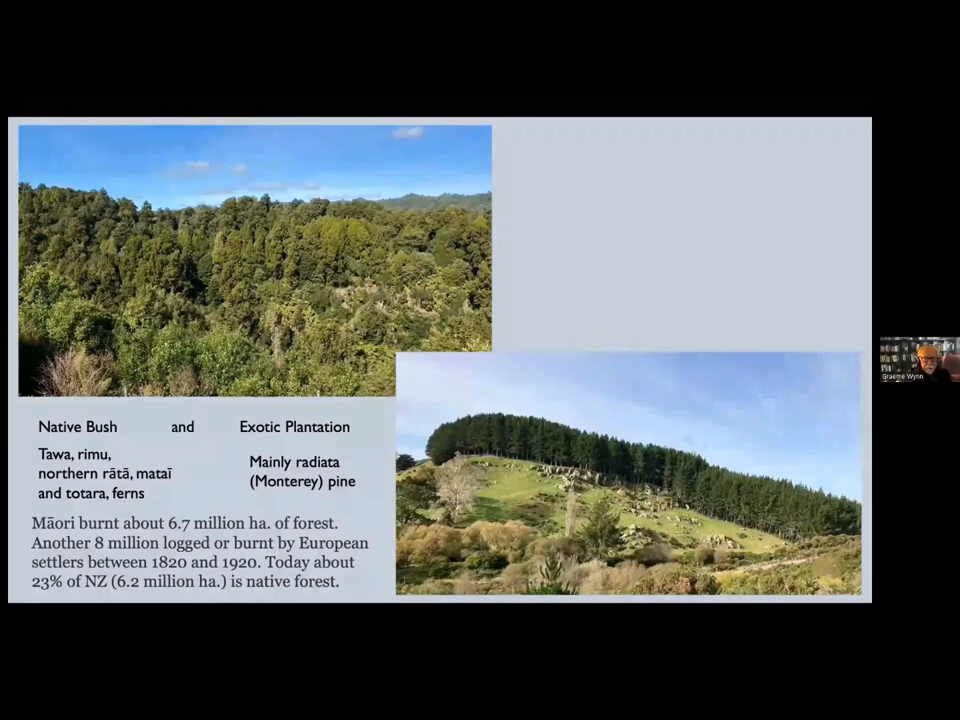 Native Bush and Exotic Plantation
Tawa, rimu,
northern rātā, mataī
and totara, ferns
Mainly radiata
(Monterey) pine
Māori burnt about 6.7 million ha. of forest.
Another 8 million logged or burnt by European
settlers between 1820 and 1920. Today about
23% of NZ (6.2 million ha.) is native forest.
Graeme Wynn